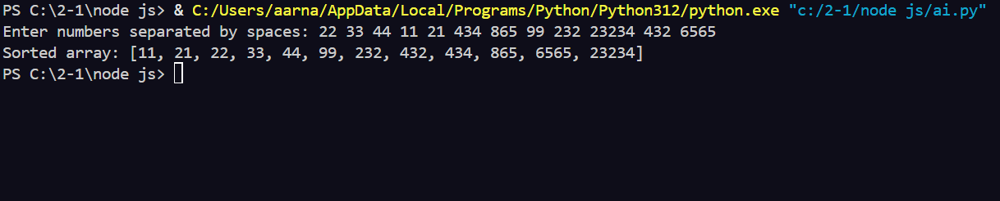 PS C:\2-1\node js> & C:/Users/aarna/AppData/Local/Programs/Python/Python312/python.exe "c:/2-1/node js/ai.py"
Enter numbers separated by spaces: 22 33 44 11 21 434 865 99 232 23234 432 6565
Sorted array: [11, 21, 22, 33, 44, 99, 232, 432, 434, 865, 6565, 23234]
PS C:\2-1\node js>